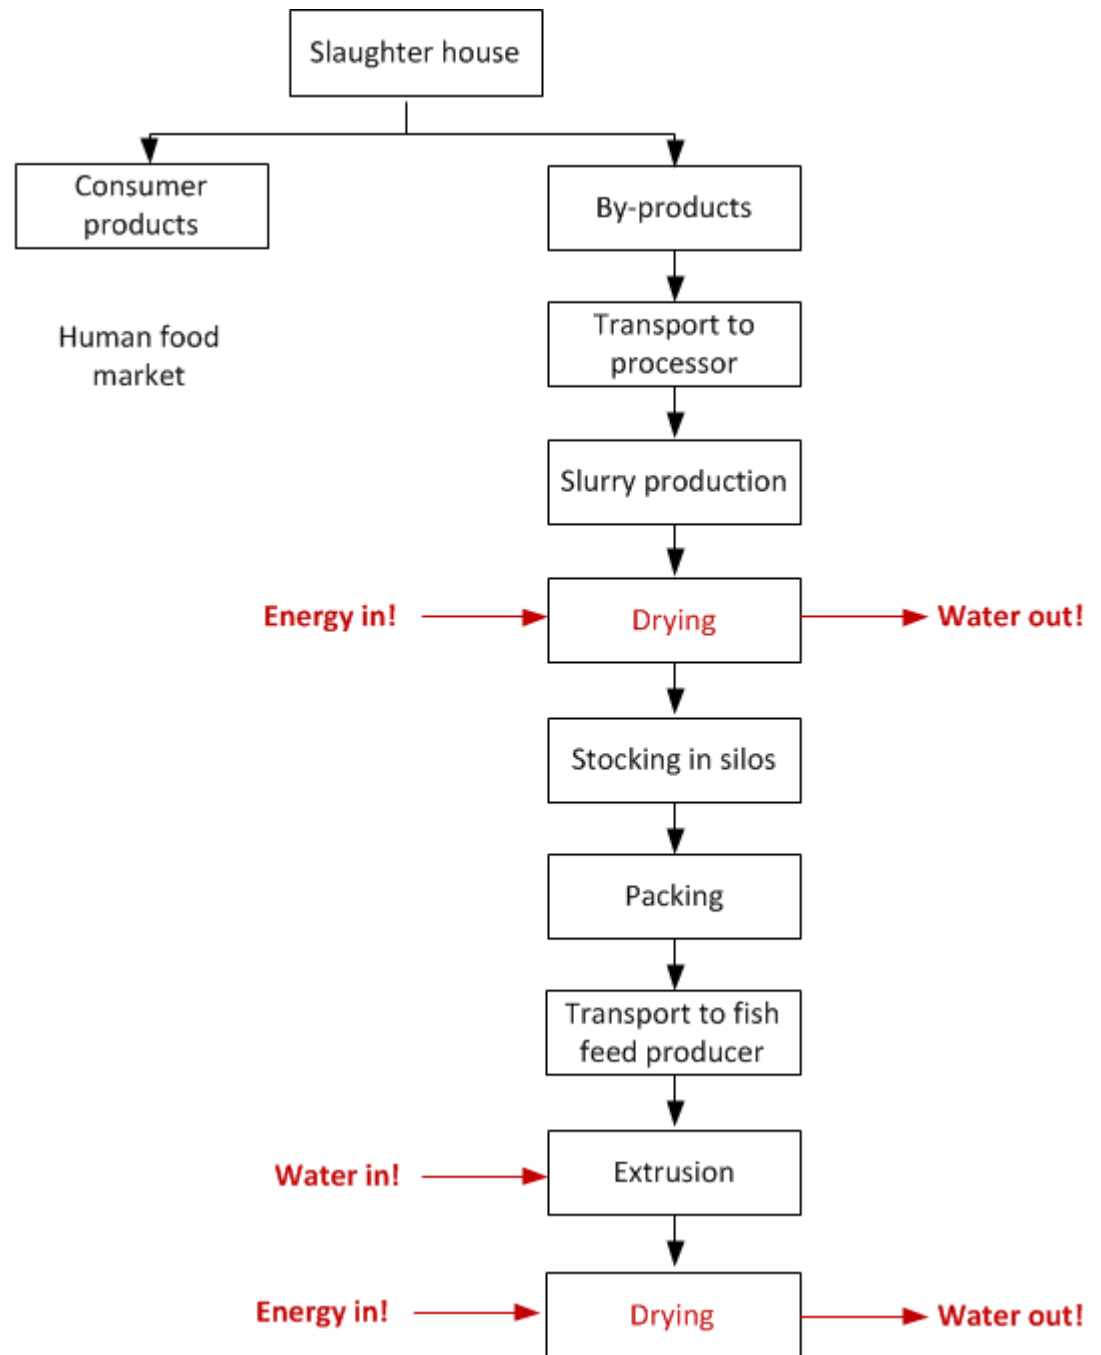 Slaughter house
Consumer
products
By-products
Human food
market
Transport to
processor
Slurry production
Energy in!
Drying
Water out!
Stocking in silos
Packing
Transport to fish
feed producer
Water in!
Extrusion
Energy in!
Drying
Water out!